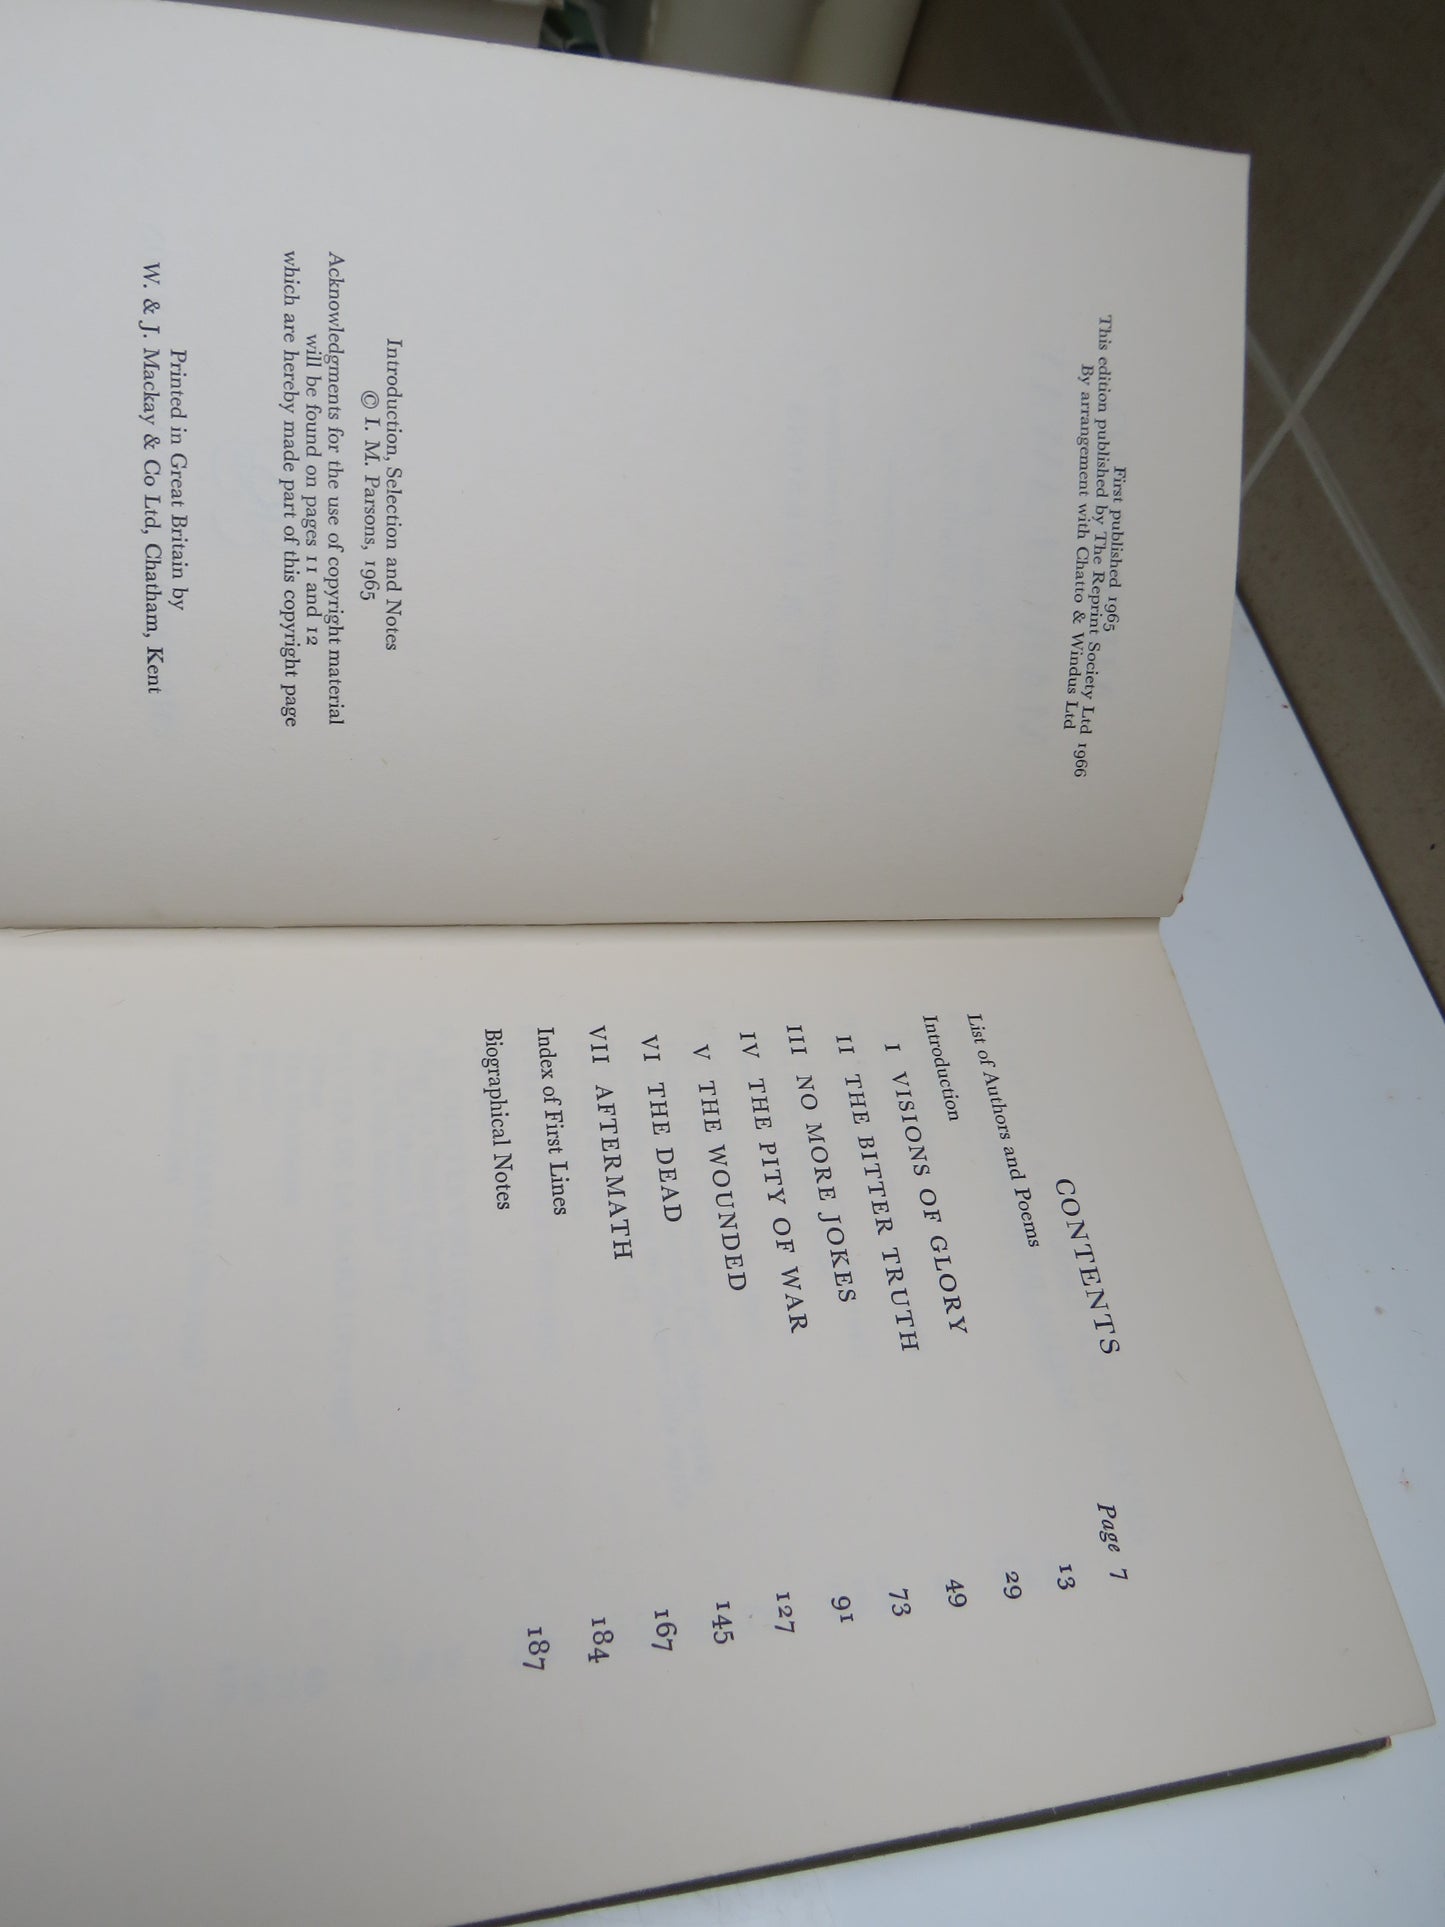 First published 1965
This edition published by The Reprint Society Ltd 1966
By arrangement with Chatto & Windus Ltd
Introduction, Selection and Notes
© I. M. Parsons, 1965
Acknowledgments for the use of copyright material
will be found on pages 11 and 12
which are hereby made part of this copyright page
Printed in Great Britain by
W. & J. Mackay & Co Ltd, Chatham, Kent
CONTENTS
List of Authors and Poems Page 7
Introduction 13
I VISIONS OF GLORY 29
II THE BITTER TRUTH 49
III NO MORE JOKES 73
IV THE PITY OF WAR 91
V THE WOUNDED 127
VI THE DEAD 145
VII AFTERMATH 167
Index of First Lines 184
Biographical Notes 187